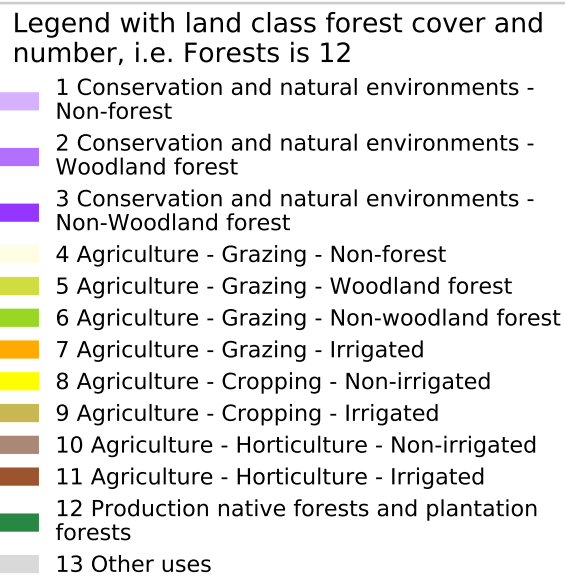 Legend with land class forest cover and
number, i.e. Forests is 12
1 Conservation and natural environments -
Non-forest
2 Conservation and natural environments -
Woodland forest
3 Conservation and natural environments -
Non-Woodland forest
4 Agriculture - Grazing - Non-forest
5 Agriculture - Grazing - Woodland forest
6 Agriculture - Grazing - Non-woodland forest
7 Agriculture - Grazing - Irrigated
8 Agriculture - Cropping - Non-irrigated
9 Agriculture - Cropping - Irrigated
10 Agriculture - Horticulture - Non-irrigated
11 Agriculture - Horticulture - Irrigated
12 Production native forests and plantation
forests
13 Other uses